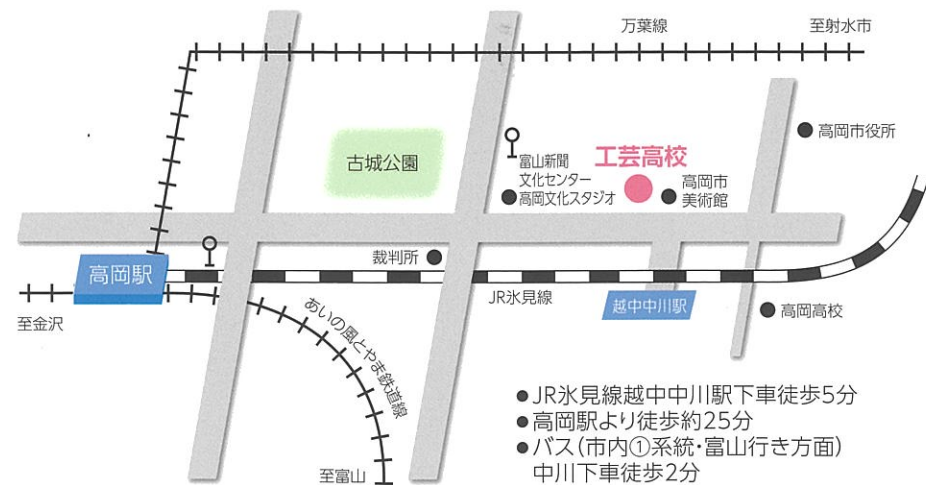 万葉線
至射水市
高岡市役所
古城公園
富山新聞
文化センター
高岡文化スタジオ
工芸高校
高岡市
美術館
高岡駅
裁判所
JR氷見線
越中中川駅
高岡高校
至金沢
あいの風とやま鉄道線
至富山
●JR氷見線越中中川駅下車徒歩5分
●高岡駅より徒歩約25分
●バス(市内①系統・富山行き方面)
中川下車徒歩2分